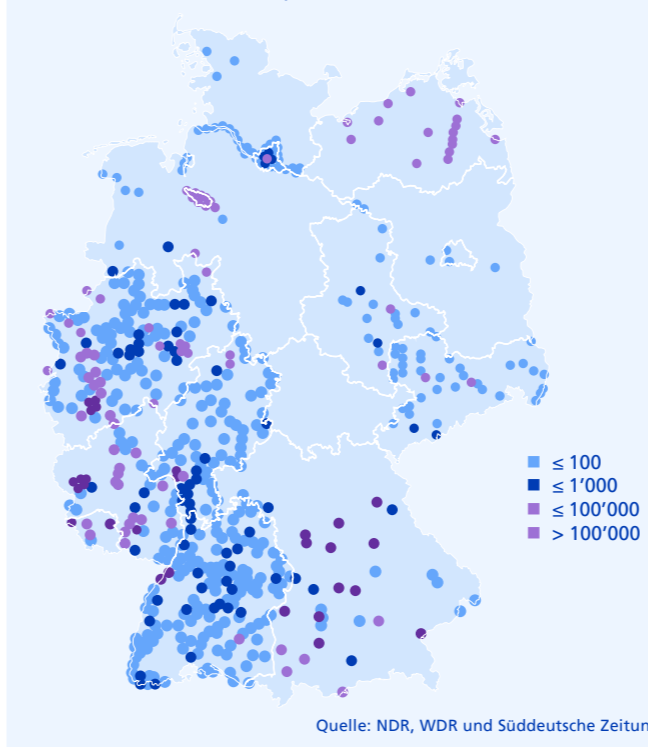 ≤ 100
≤ 1’000
≤ 100’000
> 100’000
Quelle: NDR, WDR und Süddeutsche Zeitun